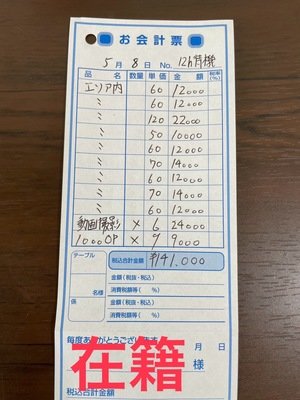 お会計票
5月8日 No. 12h待機
品名 数量 単価 金額 税率(%)
エリア内 60 12000
〃 60 12000
〃 120 22000
〃 50 10000
〃 60 12000
〃 70 14000
〃 60 12000
〃 70 14000
〃 60 12000
動画撮影 × 6 24000
1000OP × 9 9000
テーブル 税込合計金額 ¥141.000
金額(税抜・税込)
名様 消費税額等( %)
係 金額(税抜・税込)
消費税額等( %)
毎度ありがとうござい 月 日
在籍 様
税込合計金額